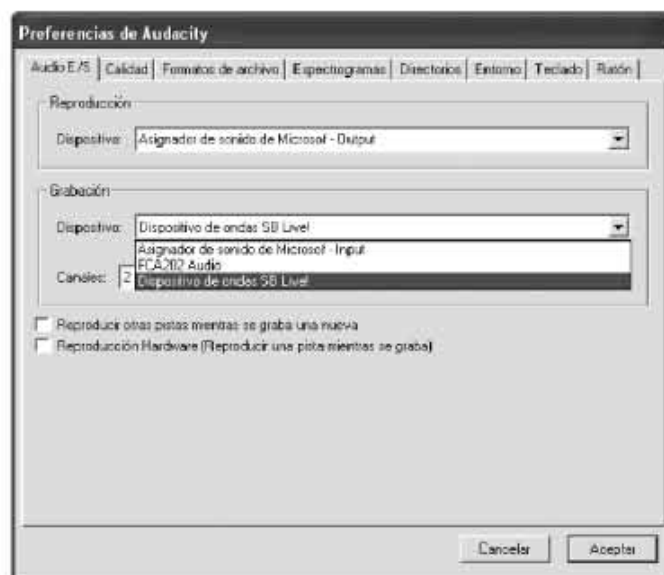 Preferencias de Audacity
Audio E/S Calidad Formatos de archivo Espectrogramas Directorios Entorno Teclado Ratón
Reproducción
Dispositivo: Asignador de sonido de Microsof - Output
Grabación
Dispositivo: Dispositivo de ondas SB Live!
Asignador de sonido de Microsof - Input
FCA202 Audio
Canales: 2 Dispositivo de ondas SB Live!
Reproducir otras pistas mientras se graba una nueva
Reproducción Hardware (Reproducir una pista mientras se graba)
Cancelar Aceptar